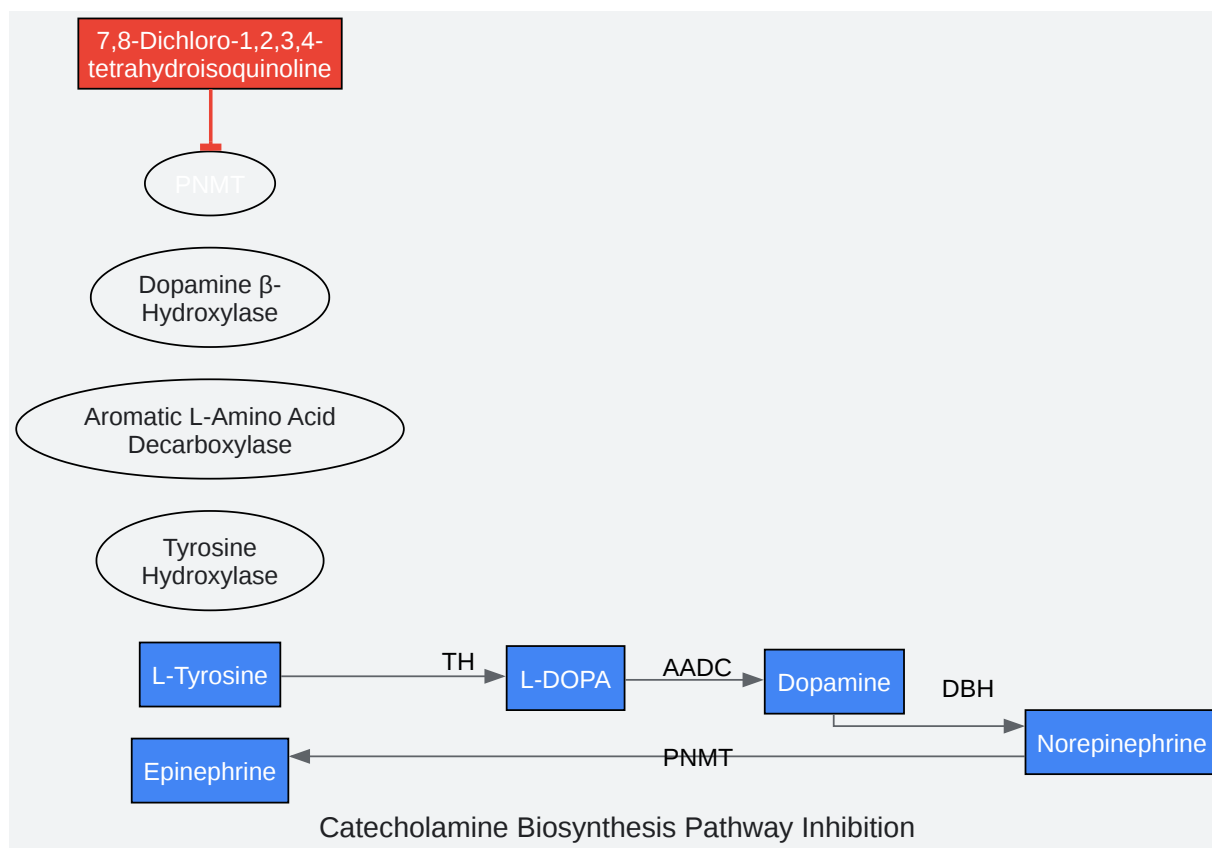 7,8-Dichloro-1,2,3,4-
tetrahydroisoquinoline
PNMT
Dopamine β-
Hydroxylase
Aromatic L-Amino Acid
Decarboxylase
Tyrosine
Hydroxylase
L-Tyrosine
TH
L-DOPA
AADC
Dopamine
DBH
Norepinephrine
PNMT
Epinephrine
Catecholamine Biosynthesis Pathway Inhibition